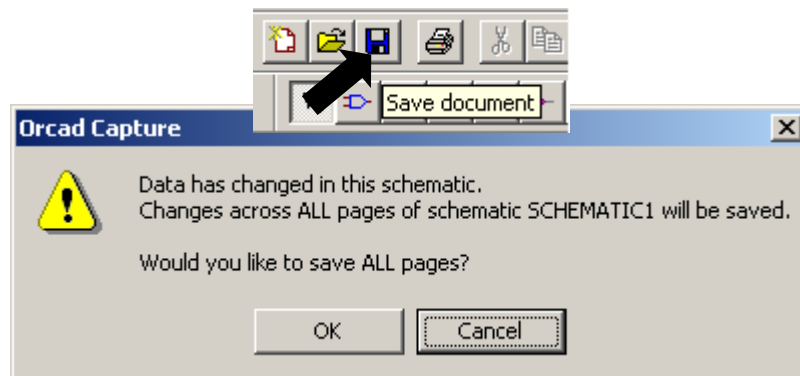 Save document
Orcad Capture
Data has changed in this schematic.
Changes across ALL pages of schematic SCHEMATIC1 will be saved.
Would you like to save ALL pages?
OK
Cancel